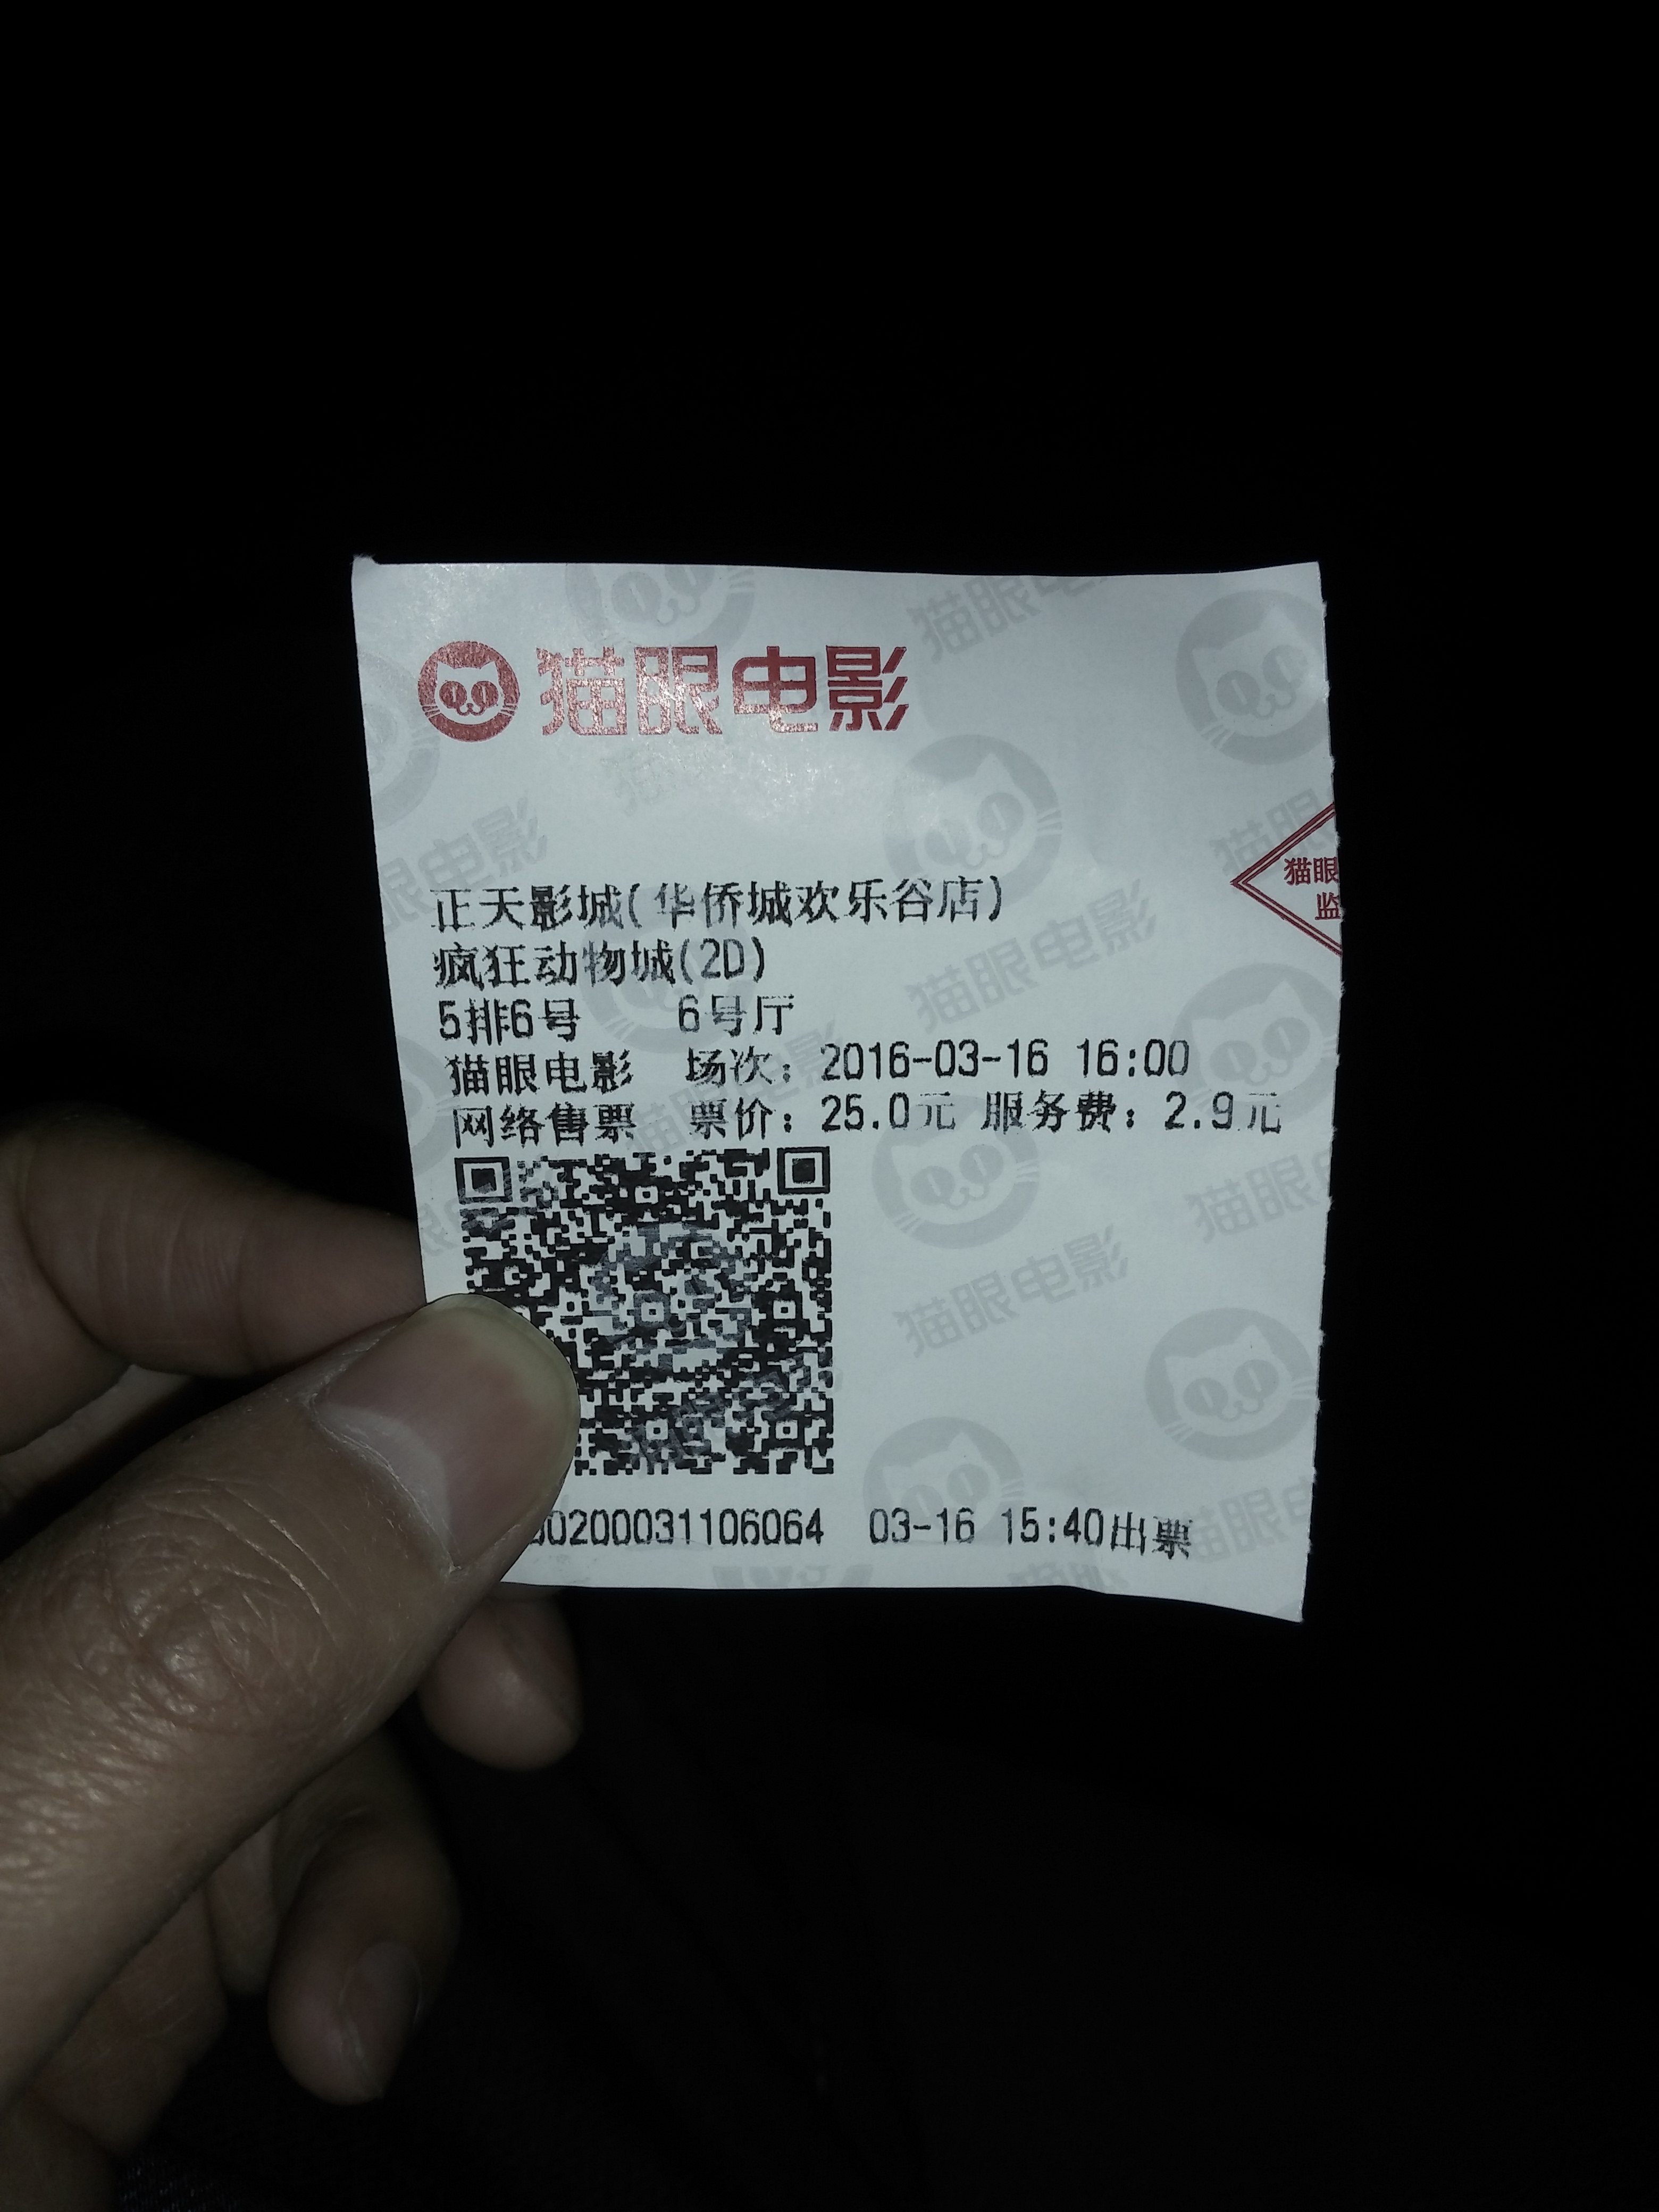 猫眼电影
猫眼
监
正天影城(华侨城欢乐谷店)
疯狂动物城(2D)
5排6号 6号厅
猫眼电影 场次：2016-03-16 16:00
网络售票 票价：25.0元 服务费：2.9元
0200031106064 03-16 15:40出票